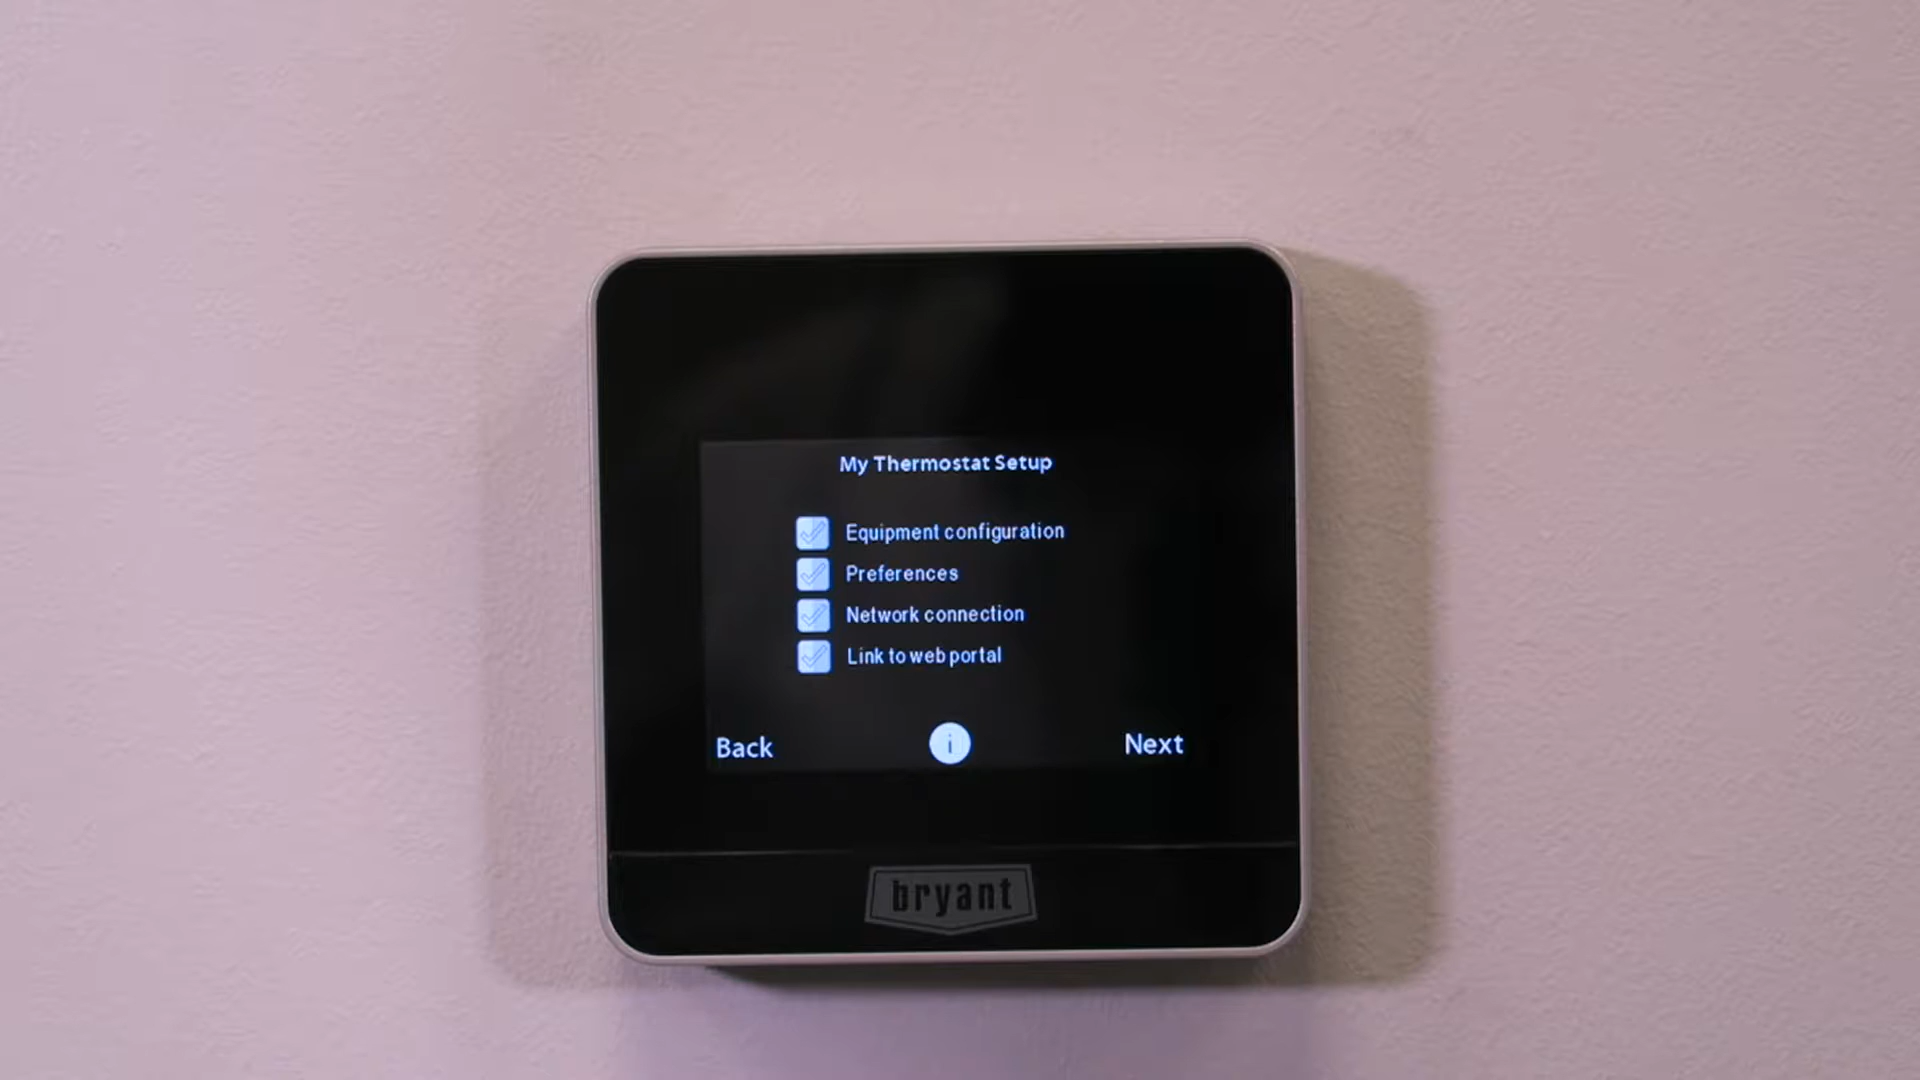 My Thermostat Setup
Equipment configuration
Preferences
Network connection
Link to web portal
Back
i
Next
bryant